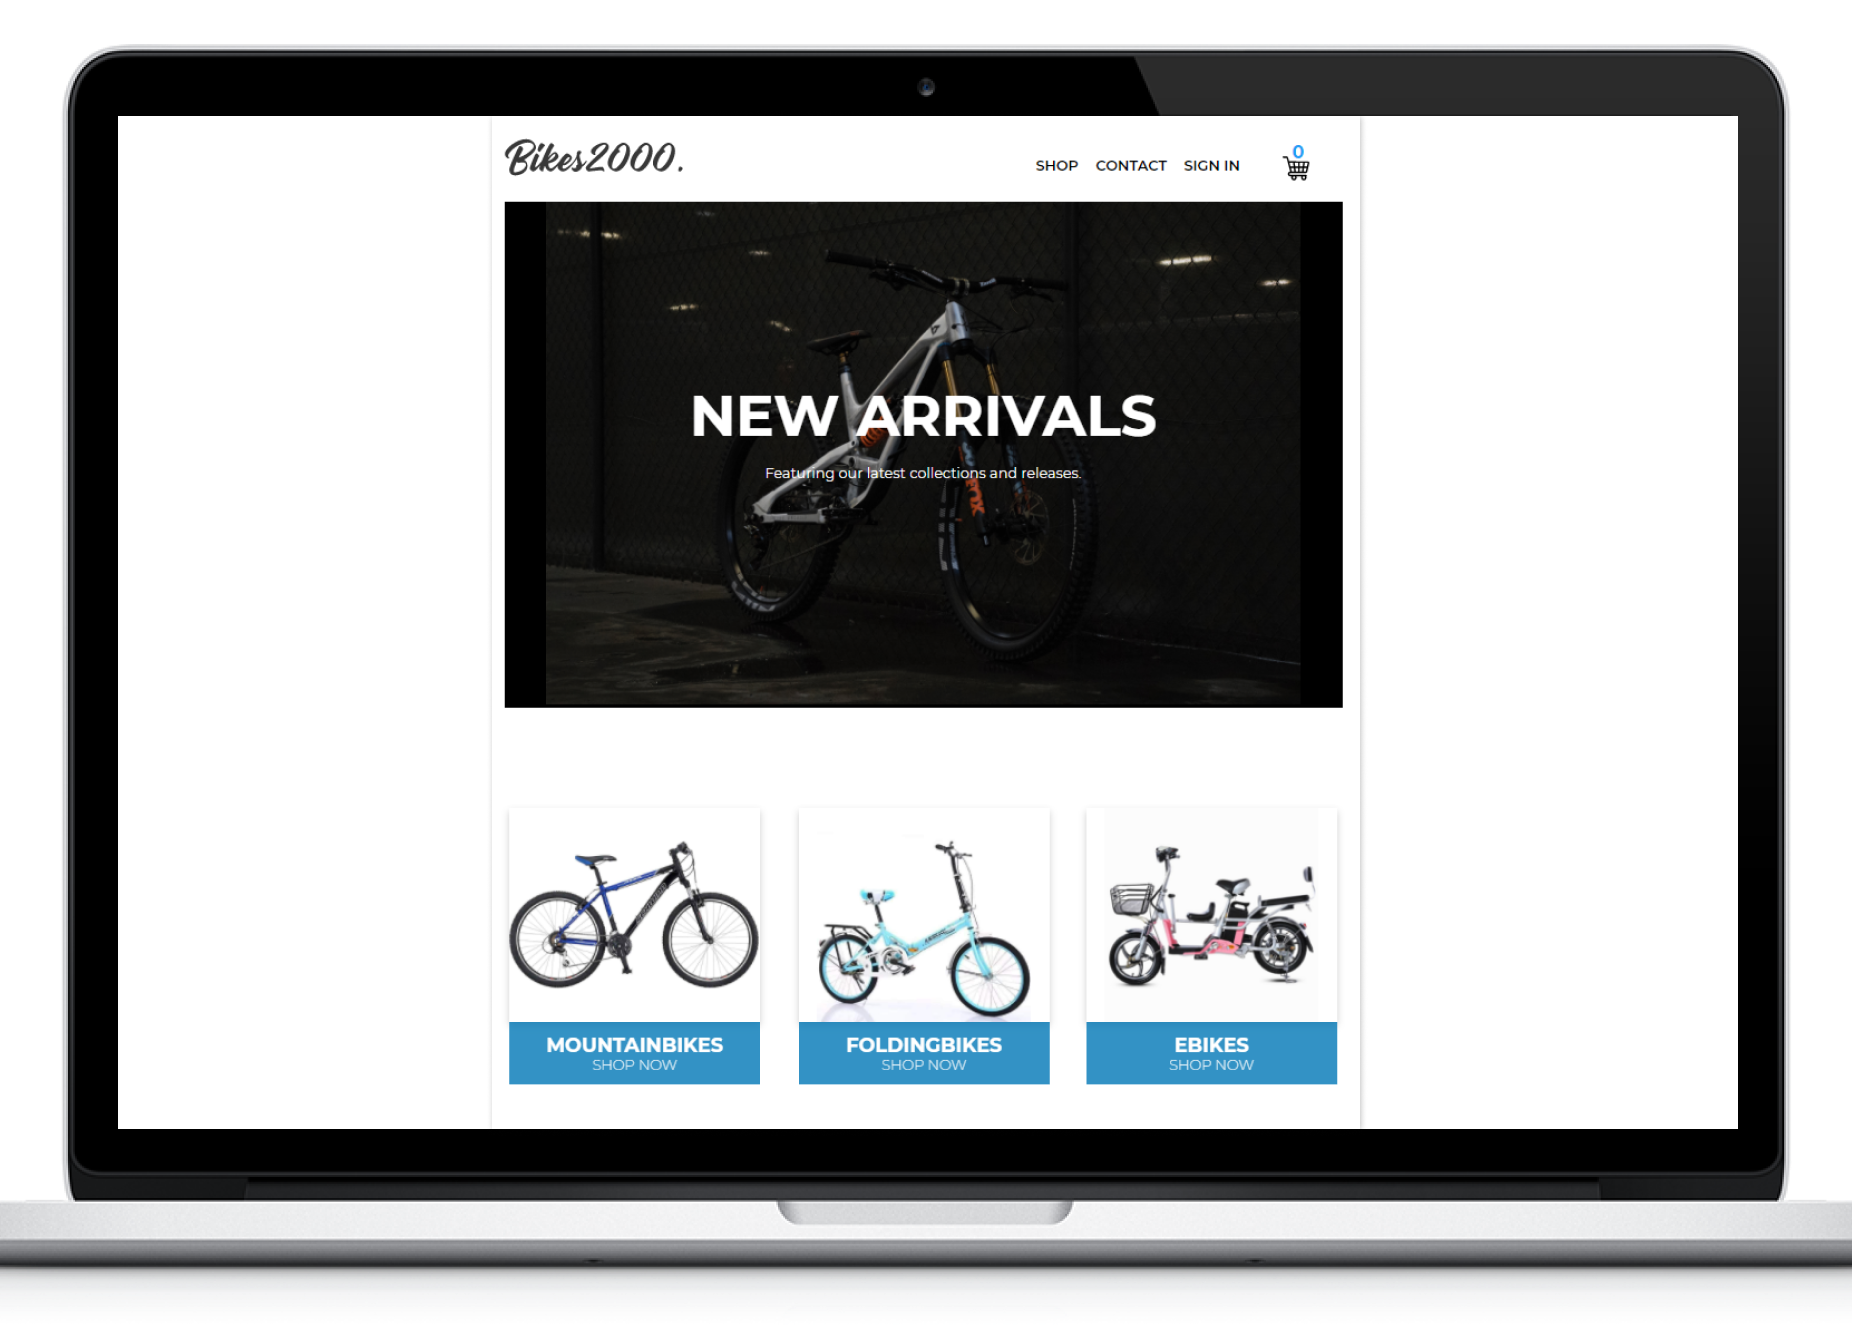 Bikes2000.
SHOP CONTACT SIGN IN
0
NEW ARRIVALS
Featuring our latest collections and releases.
FOX
MOUNTAINBIKES
SHOP NOW
FOLDINGBIKES
SHOP NOW
EBIKES
SHOP NOW